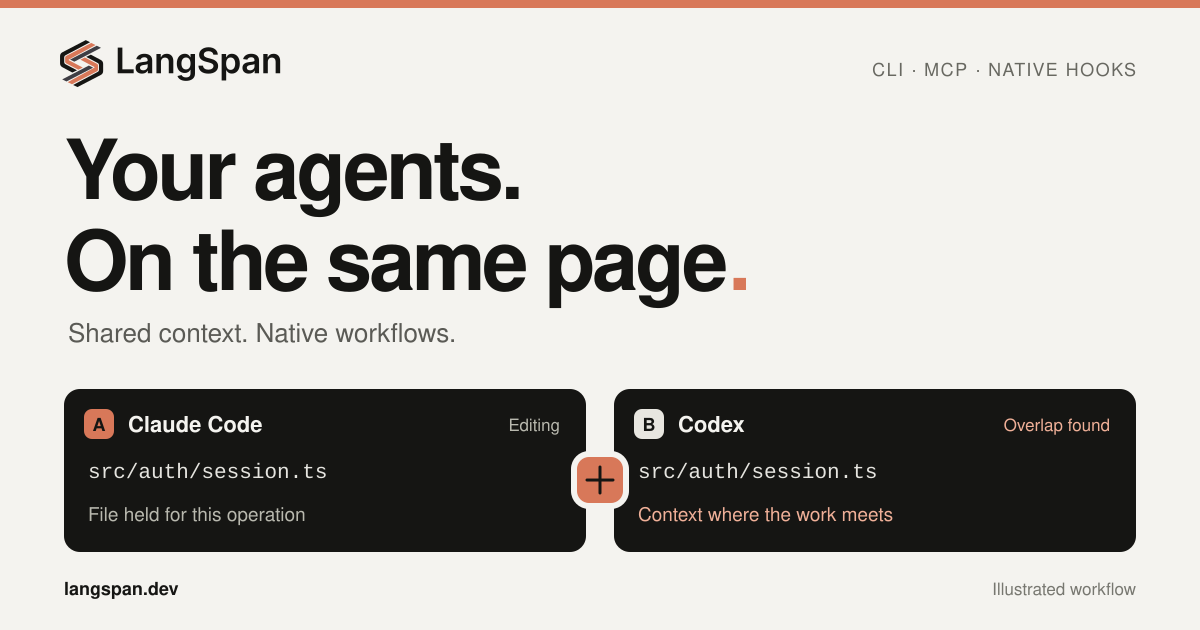 LangSpan
CLI · MCP · NATIVE HOOKS
Your agents.
On the same page.
Shared context. Native workflows.
A Claude Code Editing
src/auth/session.ts
File held for this operation
B Codex Overlap found
src/auth/session.ts
Context where the work meets
langspan.dev
Illustrated workflow